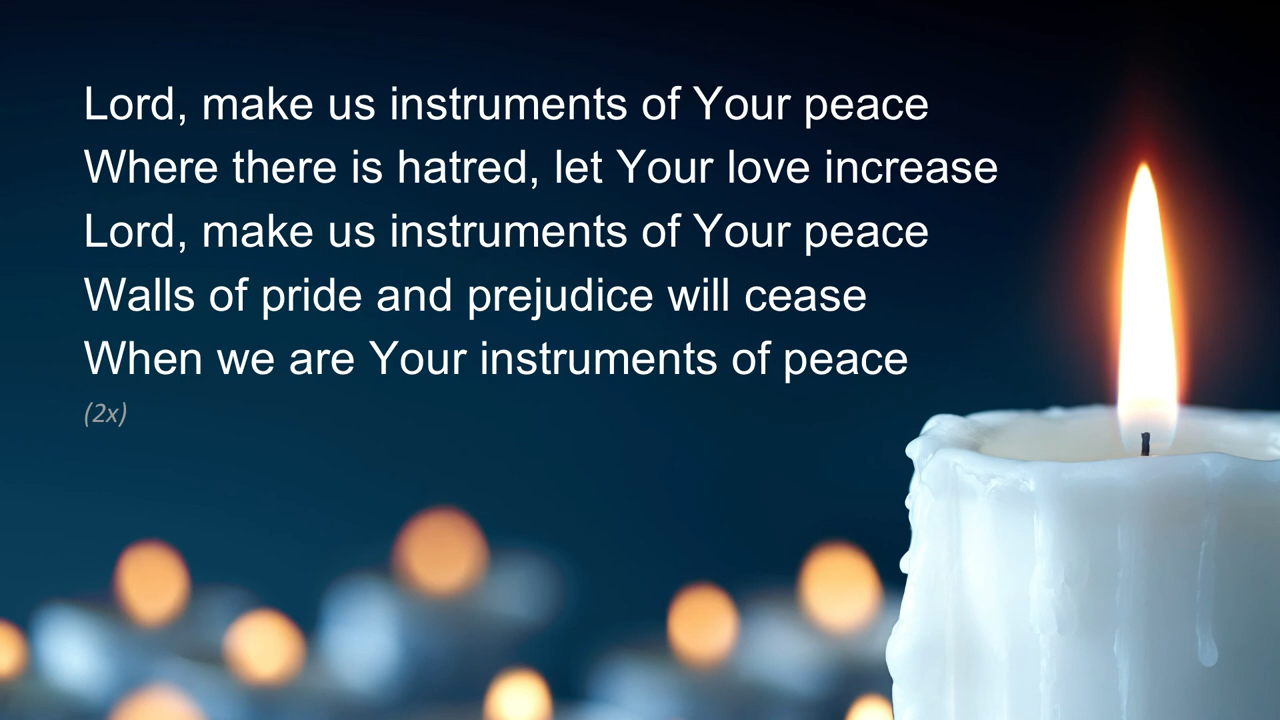 Lord, make us instruments of Your peace
Where there is hatred, let Your love increase
Lord, make us instruments of Your peace
Walls of pride and prejudice will cease
When we are Your instruments of peace
(2x)